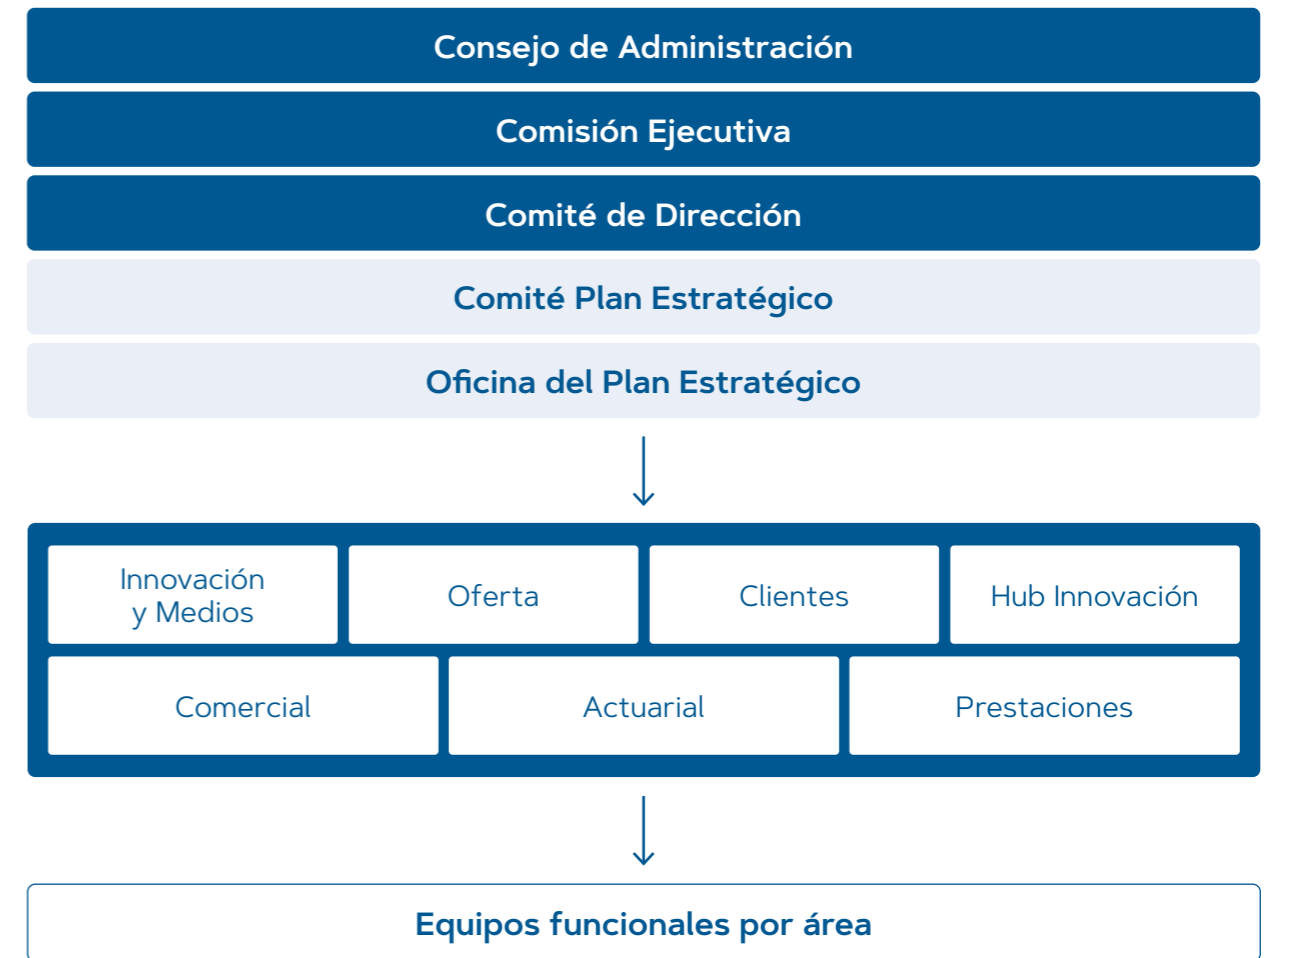 Consejo de Administración
Comisión Ejecutiva
Comité de Dirección
Comité Plan Estratégico
Oficina del Plan Estratégico
Innovación
y Medios
Oferta
Clientes
Hub Innovación
Comercial
Actuarial
Prestaciones
Equipos funcionales por área